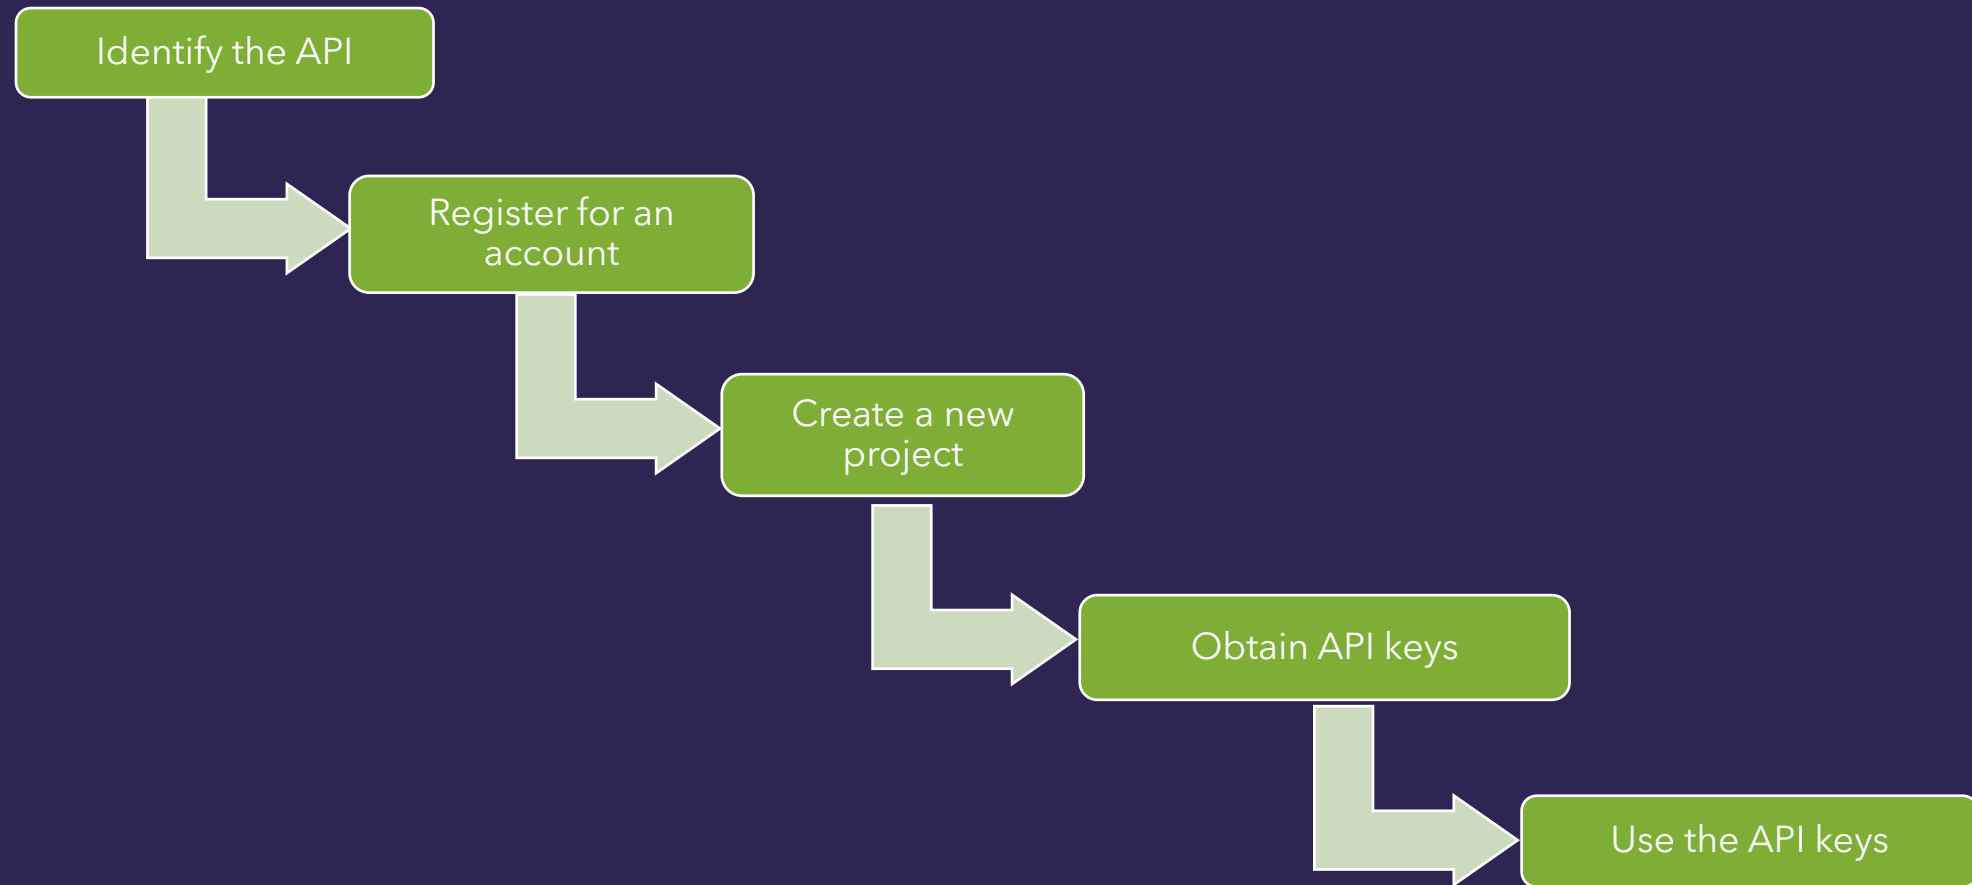 Identify the API
Register for an
account
Create a new
project
Obtain API keys
Use the API keys